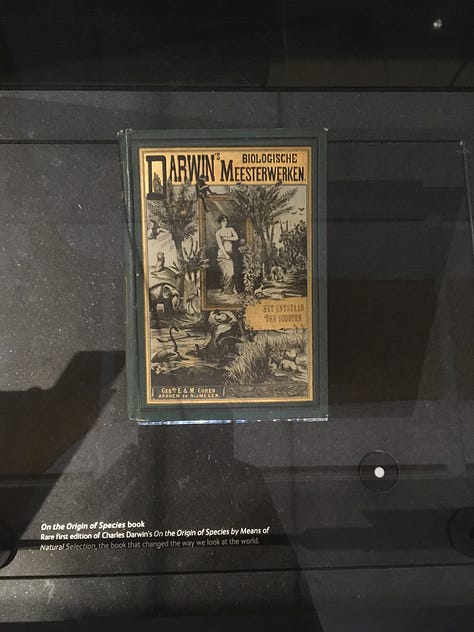 DARWIN'S BIOLOGISCHE
MEESTERWERKEN.
HET ONTSTAAN
DER SOORTEN
GEBRS. E. & M. COHEN
ARNHEM EN NIJMEGEN.
On the Origin of Species book
Rare first edition of Charles Darwin's On the Origin of Species by Means of
Natural Selection, the book that changed the way we look at the world.